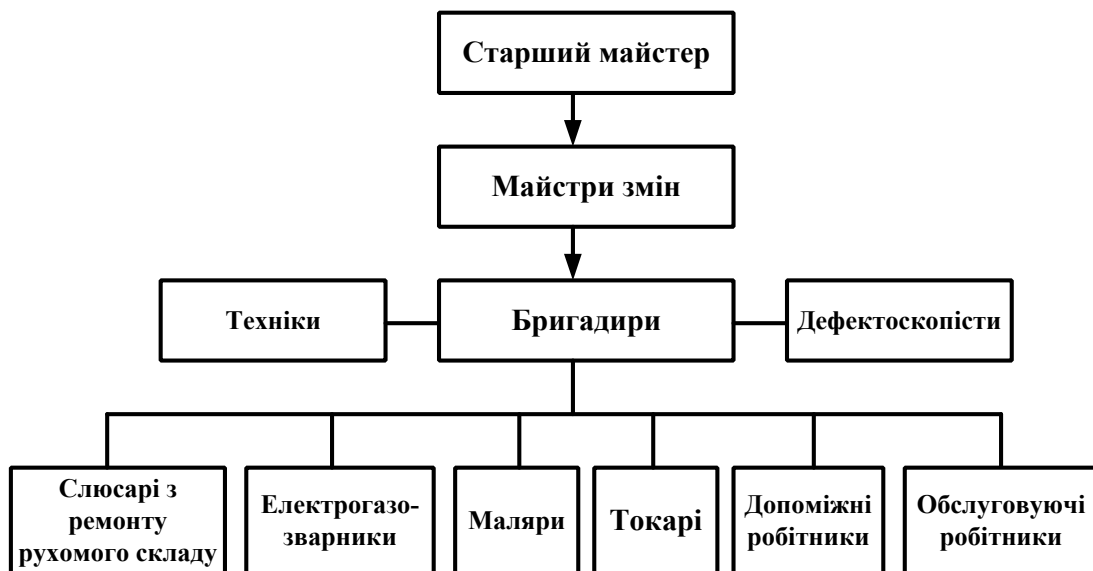 Старший майстер
Майстри змін
Техніки
Бригадири
Дефектоскопісти
Слюсарі з
ремонту
рухомого складу
Електрогазо-
зварники
Маляри
Токарі
Допоміжні
робітники
Обслуговуючі
робітники